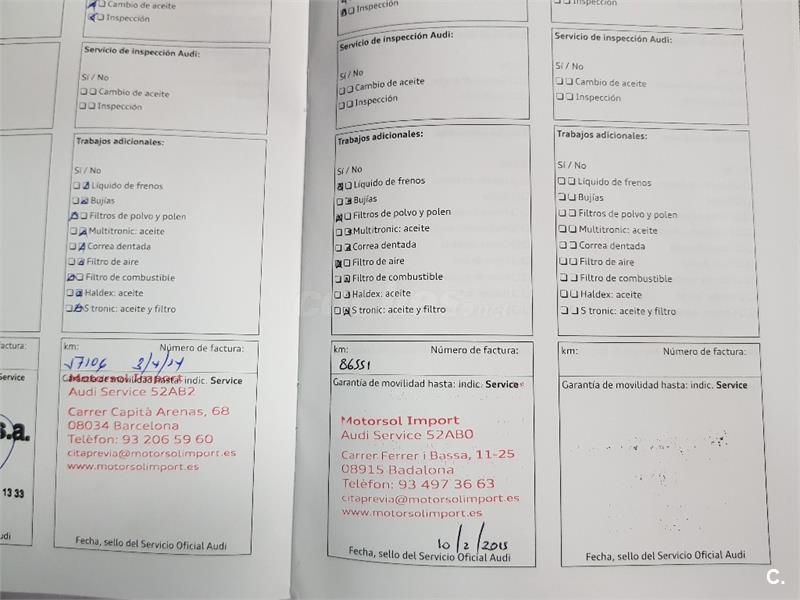 Cambio de aceite
Inspección
Servicio de inspección Audi:
Sí / No
Cambio de aceite
Inspección
Trabajos adicionales:
Sí / No
Líquido de frenos
Bujías
Filtros de polvo y polen
Multitronic: aceite
Correa dentada
Filtro de aire
Filtro de combustible
Haldex: aceite
S tronic: aceite y filtro
km:
Número de factura:
indic. Service
Motorsol Import
Audi Service 52AB2
Carrer Capità Arenas, 68
08034 Barcelona
Telèfon: 93 206 59 60
citaprevia@motorsolimport.es
www.motorsolimport.es
Fecha, sello del Servicio Oficial Audi
actura:
Service
s.a.
13 33
udi
Inspección
Servicio de inspección Audi:
Sí / No
Cambio de aceite
Inspección
Trabajos adicionales:
Sí / No
Líquido de frenos
Bujías
Filtros de polvo y polen
Multitronic: aceite
Correa dentada
Filtro de aire
Filtro de combustible
Haldex: aceite
S tronic: aceite y filtro
km:
Número de factura:
86551
Garantía de movilidad hasta: indic. Service
Motorsol Import
Audi Service 52AB0
Carrer Ferrer i Bassa, 11-25
08915 Badalona
Telèfon: 93 497 36 63
citaprevia@motorsolimport.es
www.motorsolimport.es
10/2/2015
Fecha, sello del Servicio Oficial Audi
Inspección
Servicio de inspección Audi:
Sí / No
Cambio de aceite
Inspección
Trabajos adicionales:
Sí / No
Líquido de frenos
Bujías
Filtros de polvo y polen
Multitronic: aceite
Correa dentada
Filtro de aire
Filtro de combustible
Haldex: aceite
S tronic: aceite y filtro
km:
Número de factura:
Garantía de movilidad hasta: indic. Service
Fecha, sello del Servicio Oficial Audi
C.